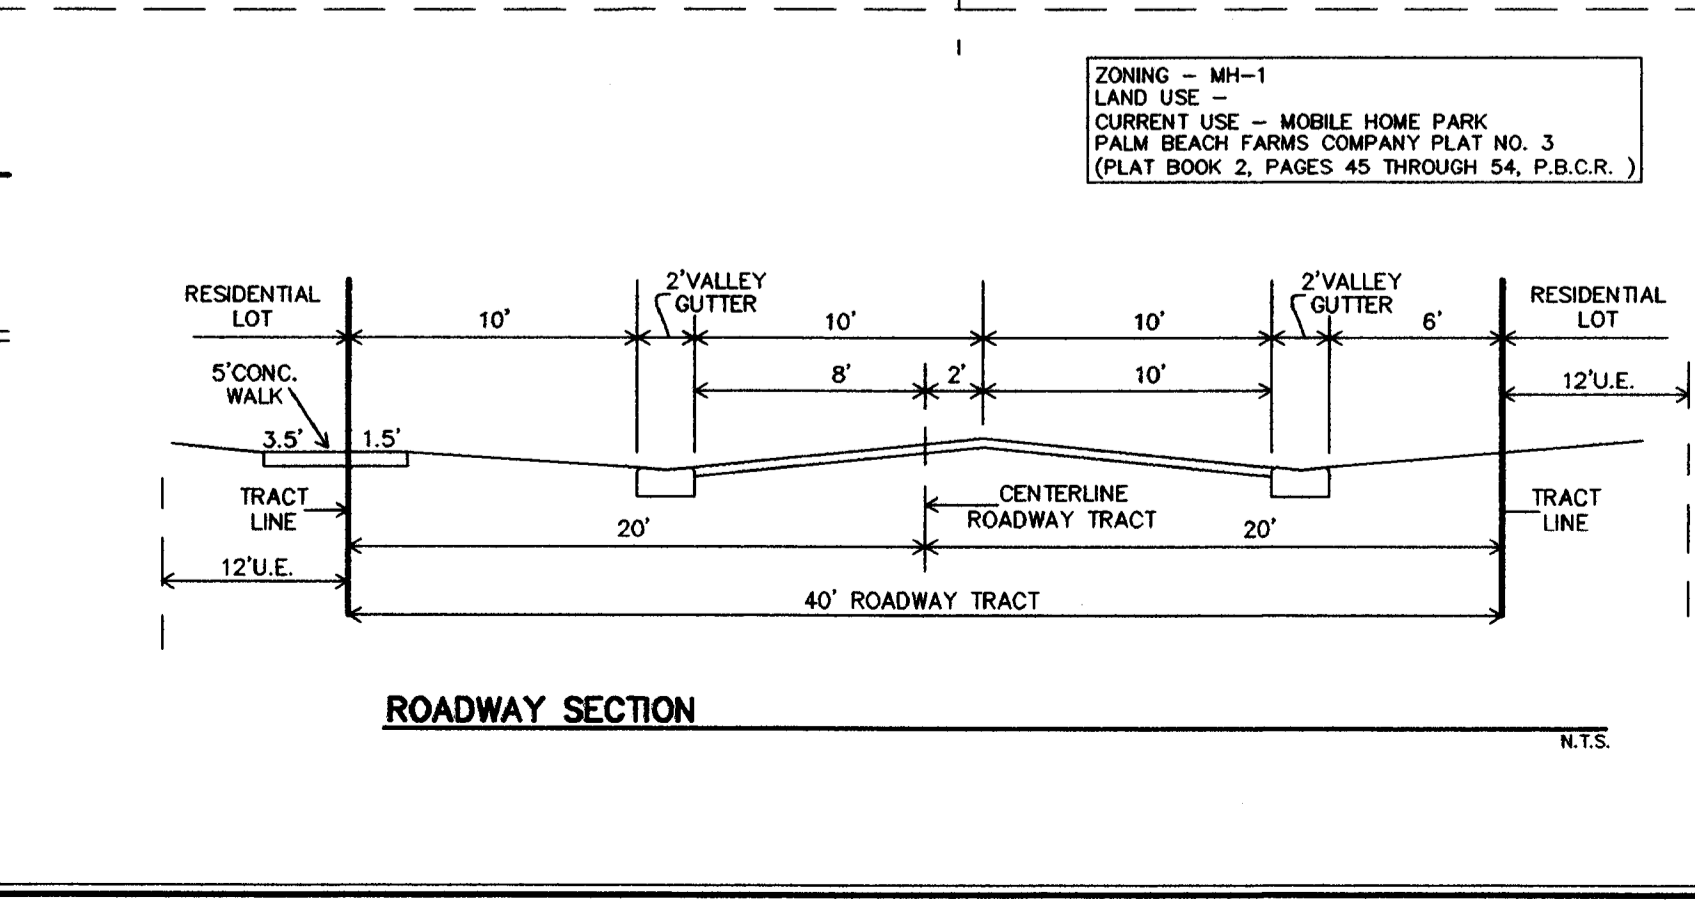 ZONING - MH-1
LAND USE -
CURRENT USE - MOBILE HOME PARK
PALM BEACH FARMS COMPANY PLAT NO. 3
(PLAT BOOK 2, PAGES 45 THROUGH 54, P.B.C.R. )
RESIDENTIAL
LOT
10'
2'VALLEY
GUTTER
10'
10'
2'VALLEY
GUTTER
6'
RESIDENTIAL
LOT
5'CONC.
WALK
8'
2'
10'
12'U.E.
3.5'
1.5'
TRACT
LINE
CENTERLINE
ROADWAY TRACT
TRACT
LINE
20'
20'
12'U.E.
40' ROADWAY TRACT
ROADWAY SECTION
N.T.S.